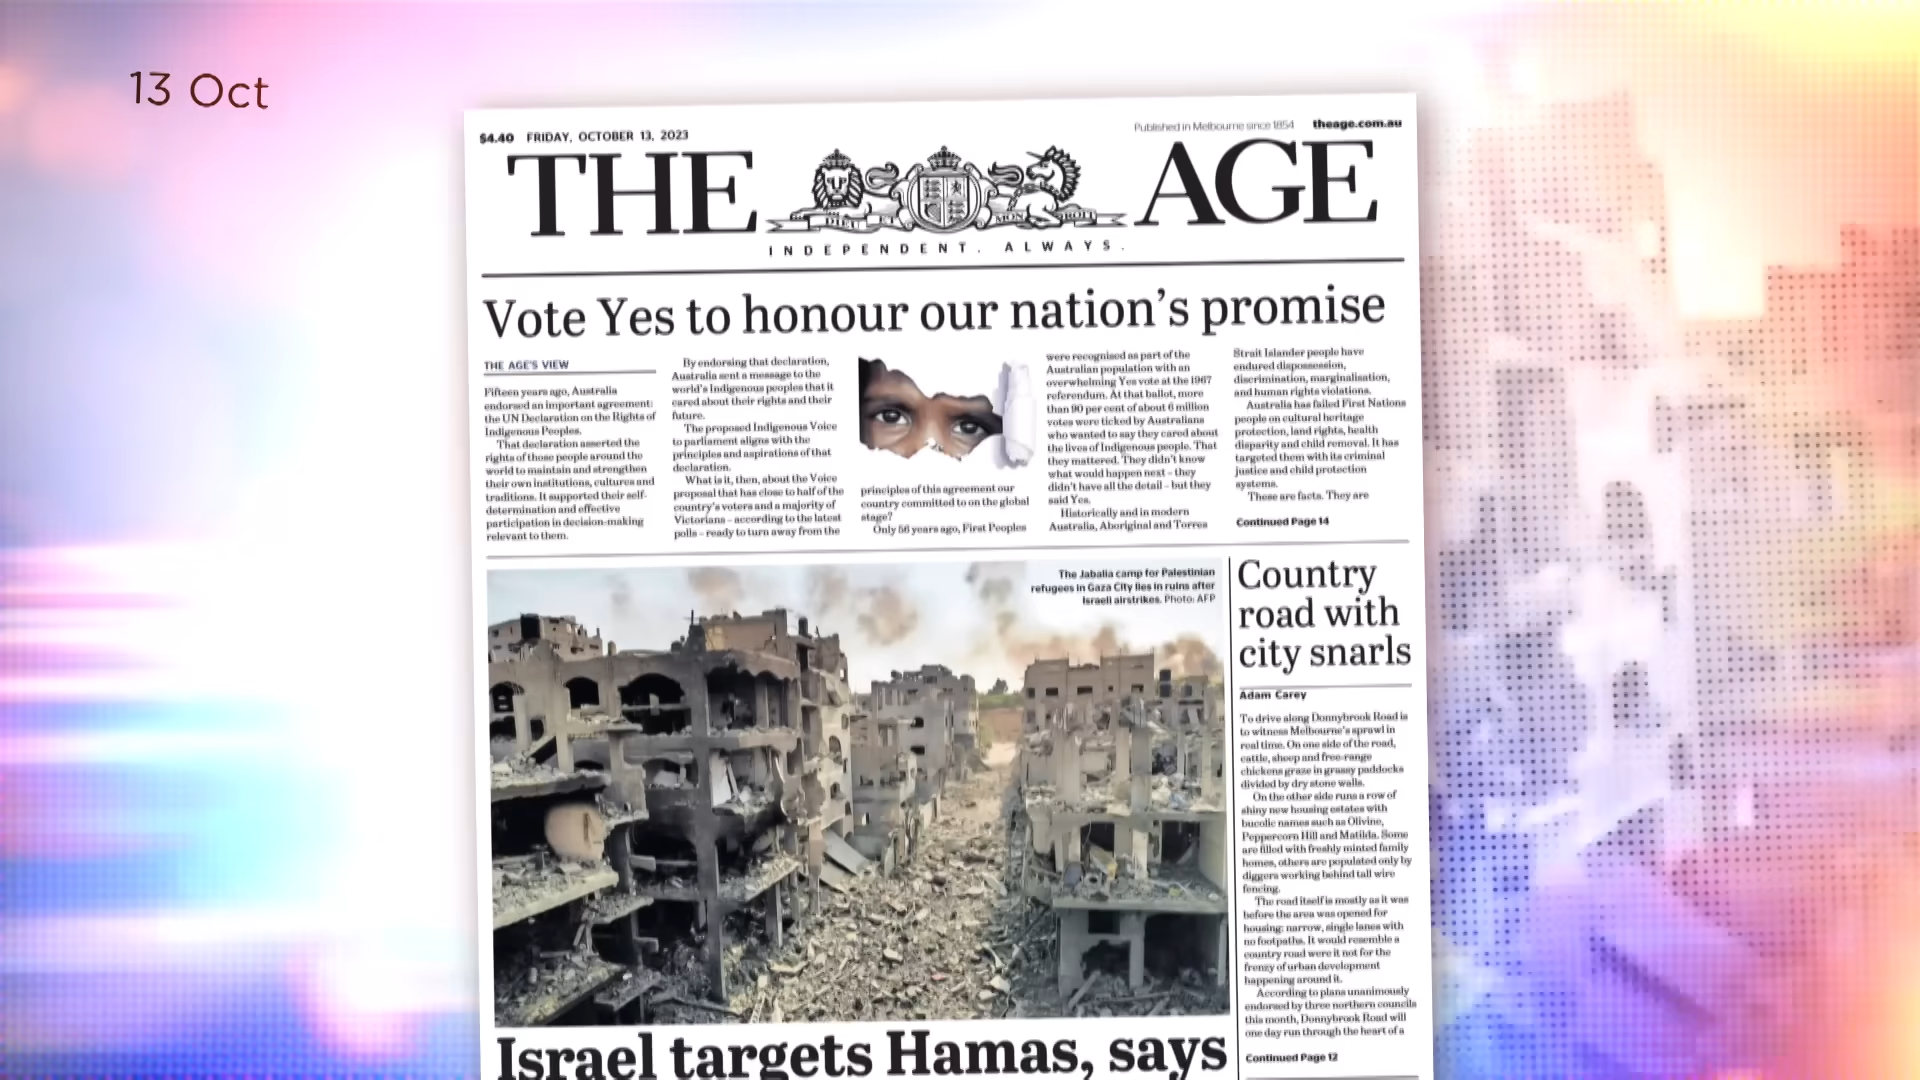 13 Oct
$4.40 FRIDAY, OCTOBER 13, 2023
Published in Melbourne since 1854 theage.com.au
THE AGE
DIEU ET MON DROIT
INDEPENDENT. ALWAYS.
Vote Yes to honour our nation's promise
THE AGE'S VIEW
Fifteen years ago, Australia
endorsed an important agreement:
the UN Declaration on the Rights of
Indigenous Peoples.
That declaration asserted the
rights of those people around the
world to maintain and strengthen
their own institutions, cultures and
traditions. It supported their self-
determination and effective
participation in decision-making
relevant to them.
By endorsing that declaration,
Australia sent a message to the
world's Indigenous peoples that it
cared about their rights and their
future.
The proposed Indigenous Voice
to parliament aligns with the
principles and aspirations of that
declaration.
What is it, then, about the Voice
proposal that has close to half of the
country's voters and a majority of
Victorians – according to the latest
polls – ready to turn away from the
principles of this agreement our
country committed to on the global
stage?
Only 56 years ago, First Peoples
were recognised as part of the
Australian population with an
overwhelming Yes vote at the 1967
referendum. At that ballot, more
than 90 per cent of about 6 million
votes were ticked by Australians
who wanted to say they cared about
the lives of Indigenous people. That
they mattered. They didn't know
what would happen next – they
didn't have all the detail – but they
said Yes.
Historically and in modern
Australia, Aboriginal and Torres
Strait Islander people have
endured dispossession,
discrimination, marginalisation,
and human rights violations.
Australia has failed First Nations
people on cultural heritage
protection, land rights, health
disparity and child removal. It has
targeted them with its criminal
justice and child protection
systems.
These are facts. They are
Continued Page 14
The Jabalia camp for Palestinian
refugees in Gaza City lies in ruins after
Israeli airstrikes. Photo: AFP
Country
road with
city snarls
Adam Carey
To drive along Donnybrook Road is
to witness Melbourne's sprawl in
real time. On one side of the road,
cattle, sheep and free-range
chickens graze in grassy paddocks
divided by dry stone walls.
On the other side runs a row of
shiny new housing estates with
bucolic names such as Olivine,
Peppercorn Hill and Matilda. Some
are filled with freshly minted family
homes, others are populated only by
diggers working behind tall wire
fencing.
The road itself is mostly as it was
before the area was opened for
housing: narrow, single lanes with
no footpaths. It would resemble a
country road were it not for the
frenzy of urban development
happening around it.
According to plans unanimously
endorsed by three northern councils
this month, Donnybrook Road will
one day run through the heart of a
Continued Page 12
Israel targets Hamas, says